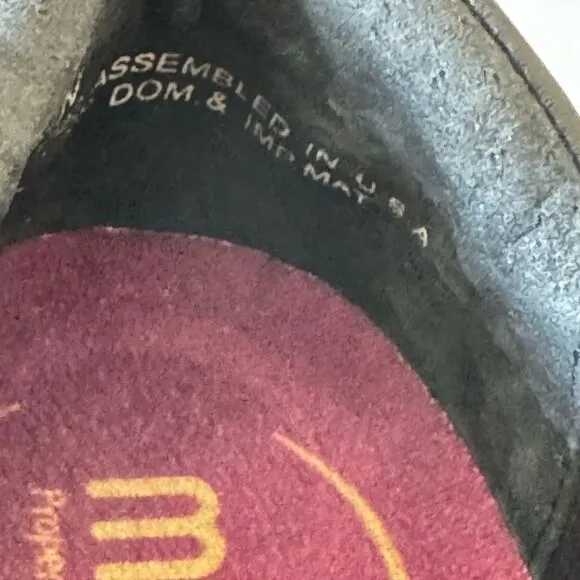 ASSEMBLED IN U S A
DOM. & IMP. MAT.
m